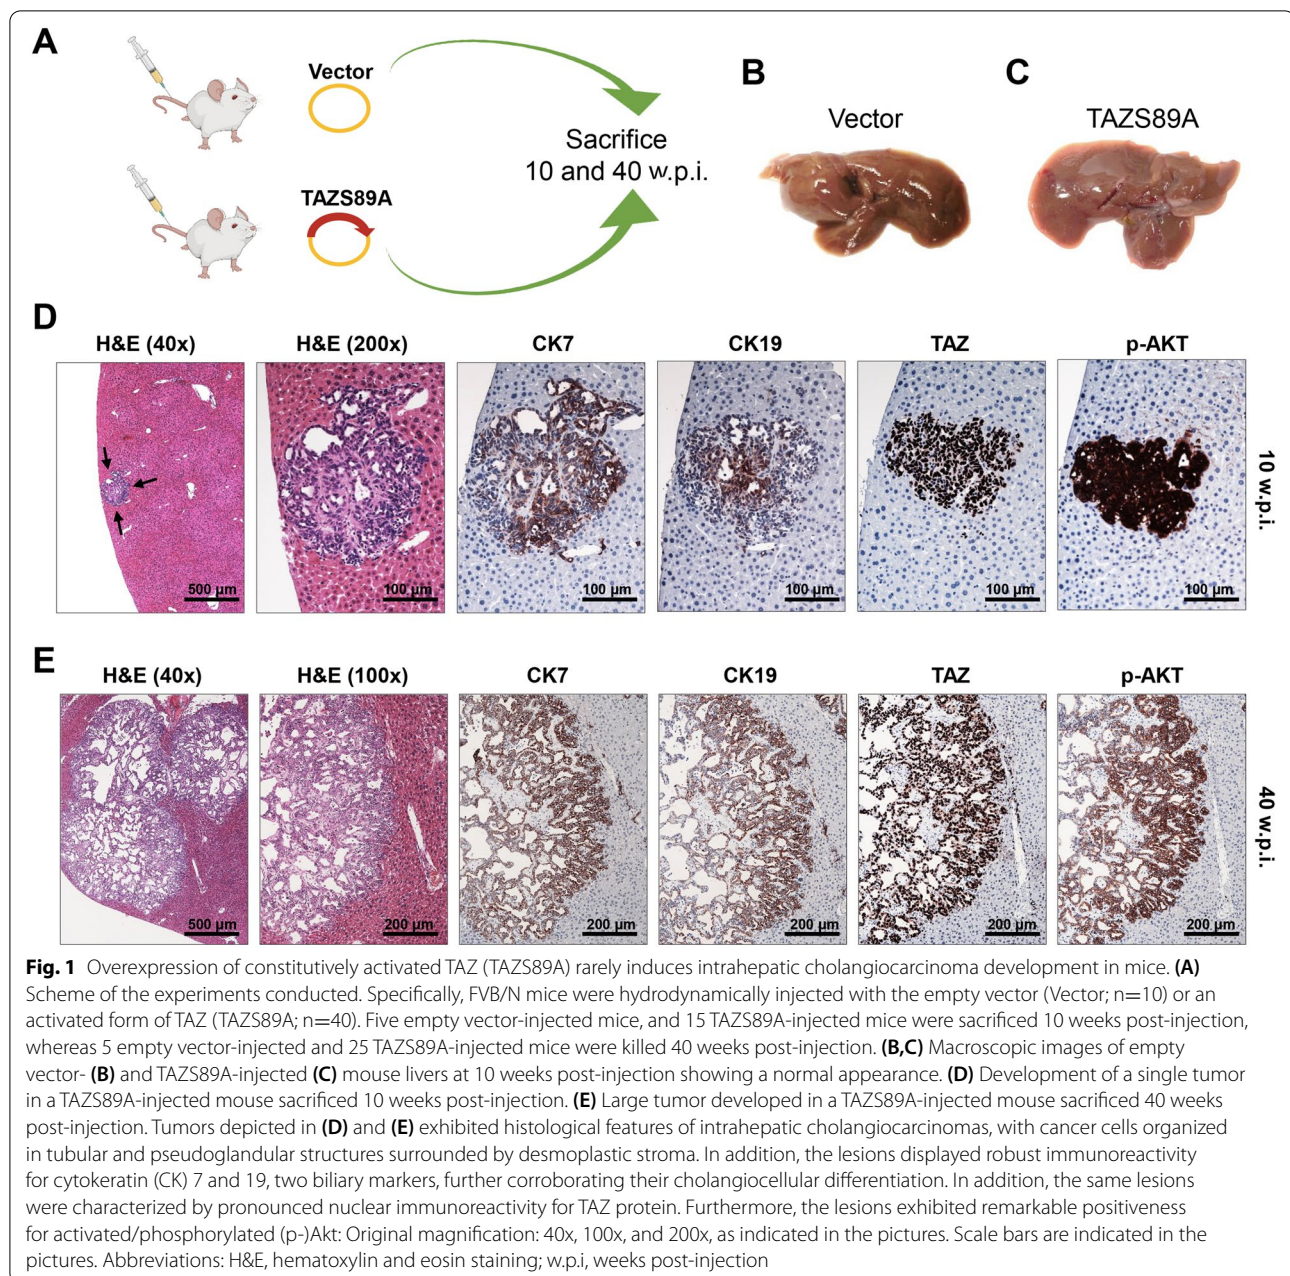 A
Vector
TAZS89A
Sacrifice
10 and 40 w.p.i.
B
Vector
C
TAZS89A
D
H&E (40x)
H&E (200x)
CK7
CK19
TAZ
p-AKT
500 µm
100 µm
100 µm
100 µm
100 µm
100 µm
10 w.p.i.
E
H&E (40x)
H&E (100x)
CK7
CK19
TAZ
p-AKT
500 µm
200 µm
200 µm
200 µm
200 µm
200 µm
40 w.p.i.
Fig. 1 Overexpression of constitutively activated TAZ (TAZS89A) rarely induces intrahepatic cholangiocarcinoma development in mice. (A)
Scheme of the experiments conducted. Specifically, FVB/N mice were hydrodynamically injected with the empty vector (Vector; n=10) or an
activated form of TAZ (TAZS89A; n=40). Five empty vector-injected mice, and 15 TAZS89A-injected mice were sacrificed 10 weeks post-injection,
whereas 5 empty vector-injected and 25 TAZS89A-injected mice were killed 40 weeks post-injection. (B,C) Macroscopic images of empty
vector- (B) and TAZS89A-injected (C) mouse livers at 10 weeks post-injection showing a normal appearance. (D) Development of a single tumor
in a TAZS89A-injected mouse sacrificed 10 weeks post-injection. (E) Large tumor developed in a TAZS89A-injected mouse sacrificed 40 weeks
post-injection. Tumors depicted in (D) and (E) exhibited histological features of intrahepatic cholangiocarcinomas, with cancer cells organized
in tubular and pseudoglandular structures surrounded by desmoplastic stroma. In addition, the lesions displayed robust immunoreactivity
for cytokeratin (CK) 7 and 19, two biliary markers, further corroborating their cholangiocellular differentiation. In addition, the same lesions
were characterized by pronounced nuclear immunoreactivity for TAZ protein. Furthermore, the lesions exhibited remarkable positiveness
for activated/phosphorylated (p-)Akt: Original magnification: 40x, 100x, and 200x, as indicated in the pictures. Scale bars are indicated in the
pictures. Abbreviations: H&E, hematoxylin and eosin staining; w.p.i, weeks post-injection